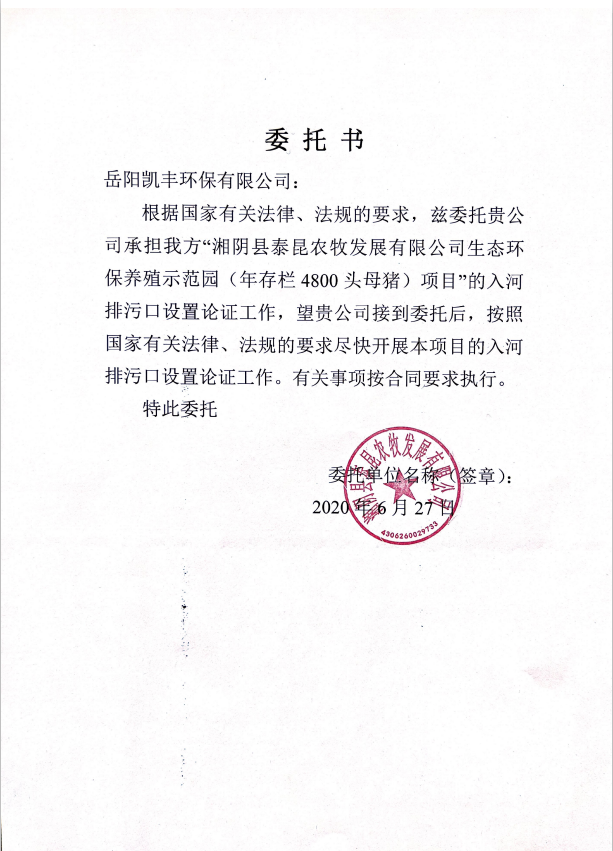 委托书
岳阳凯丰环保有限公司：
根据国家有关法律、法规的要求，兹委托贵公
司承担我方“湘阴县泰昆农牧发展有限公司生态环
保养殖示范园（年存栏 4800 头母猪）项目”的入河
排污口设置论证工作，望贵公司接到委托后，按照
国家有关法律、法规的要求尽快开展本项目的入河
排污口设置论证工作。有关事项按合同要求执行。
特此委托
委托单位名称（签章）：
2020 年 6 月 27 日
湘阴县泰昆农牧发展有限公司
4306260029733